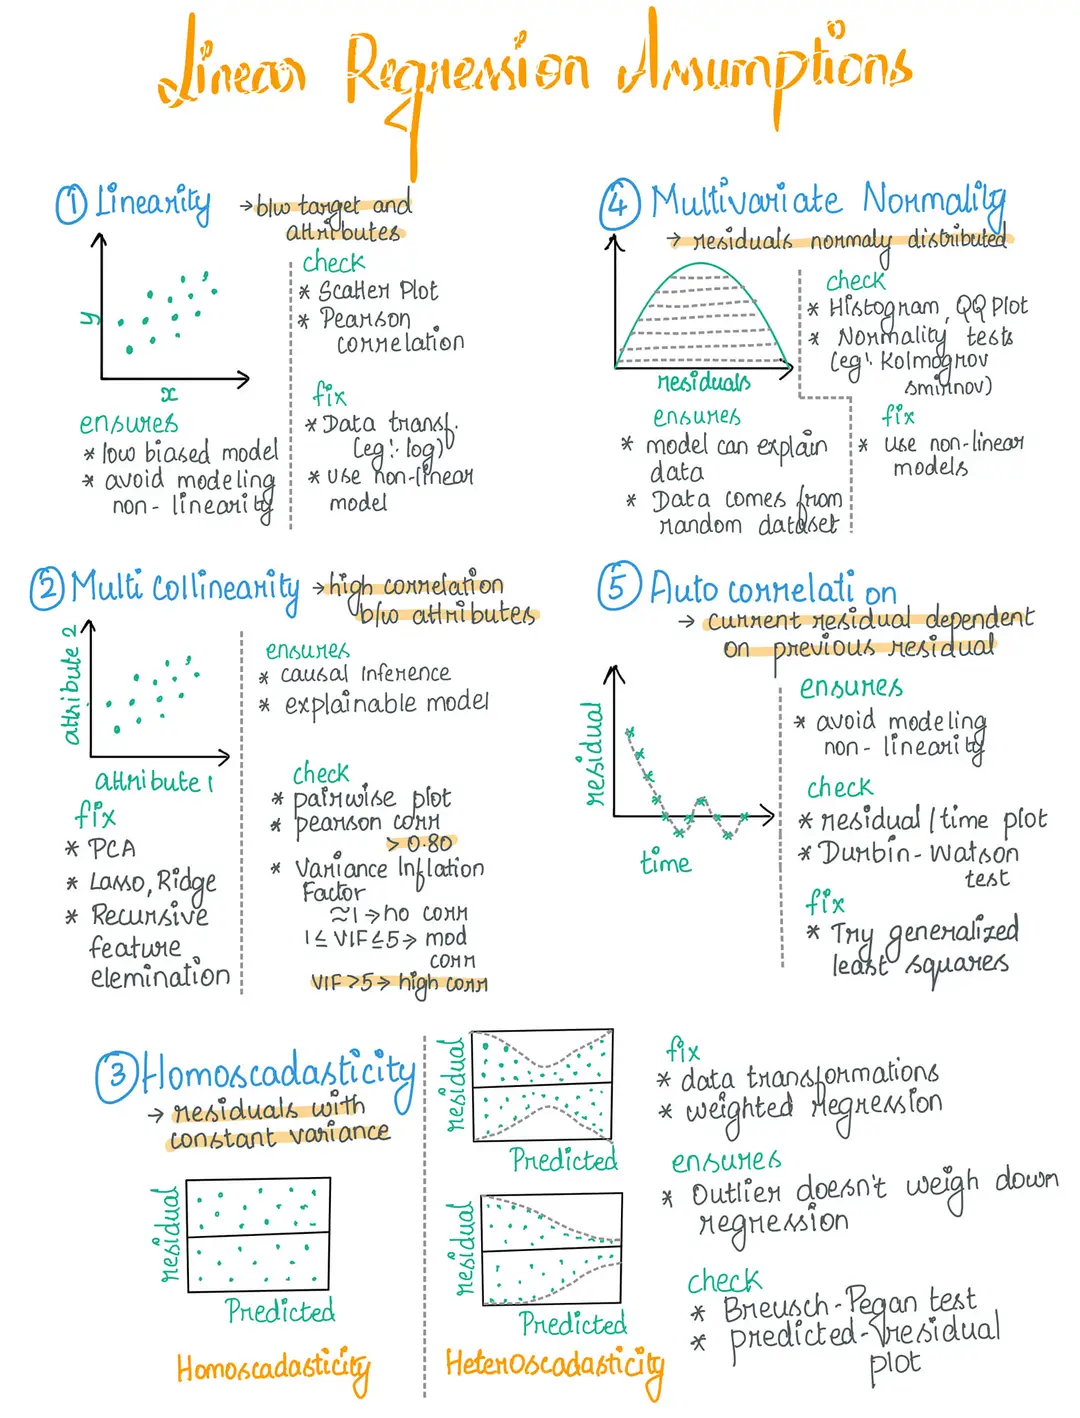 Linear Regression Assumptions
① Linearity
→ b/w target and
attributes
y
x
check
* Scatter Plot
* Pearson
correlation
ensures
* low biased model
* avoid modeling
non-linearity
fix
* Data transf.
(eg:- log)
* use non-linear
model
② Multi Collinearity
→ high correlation
b/w attributes
attribute 2
attribute 1
ensures
* causal Inference
* explainable model
check
* pairwise plot
* pearson corr
> 0.80
* Variance Inflation
Factor
≈1 → no corr
1 ≤ VIF ≤ 5 → mod
corr
VIF > 5 → high corr
fix
* PCA
* Lasso, Ridge
* Recursive
feature
elemination
③ Homoscadasticity
→ residuals with
constant variance
residual
Predicted
Homoscadasticity
residual
Predicted
residual
Predicted
Heteroscadasticity
fix
* data transformations
* weighted regression
ensures
* Outlier doesn't weigh down
regression
check
* Breusch-Pegan test
* predicted-residual
plot
④ Multivariate Normality
→ residuals normaly distributed
residuals
check
* Histogram, QQ Plot
* Normality tests
(eg:. Kolmogrov
smirnov)
ensures
* model can explain
data
* Data comes from
random dataset
fix
* use non-linear
models
⑤ Auto correlation
→ current residual dependent
on previous residual
residual
time
ensures
* avoid modeling
non-linearity
check
* residual/time plot
* Durbin-Watson
test
fix
* Try generalized
least squares